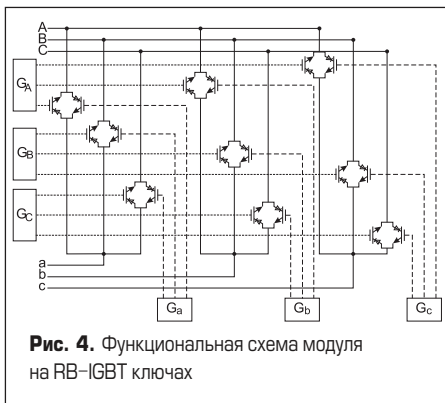 A
B
C
GA
GB
GC
a
b
c
Ga
Gb
Gc
Рис. 4. Функциональная схема модуля
на RB–IGBT ключах